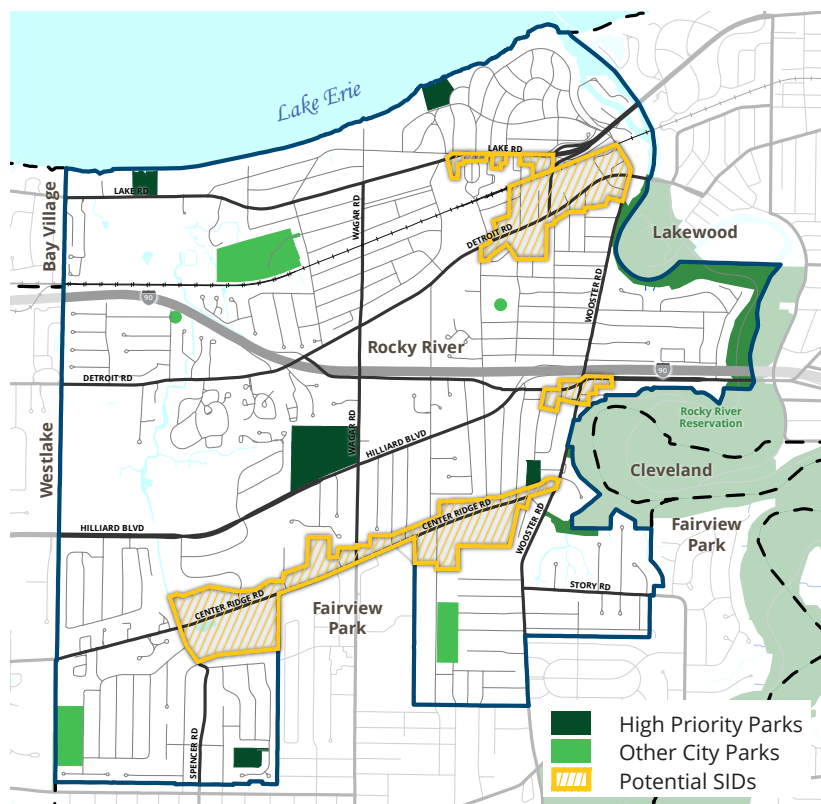 Lake Erie
LAKE RD
LAKE RD
Bay Village
WAGAR RD
DETROIT RD
Lakewood
90
WOOSTER RD
Rocky River
90
DETROIT RD
WAGAR RD
HILLIARD BLVD
Rocky River
Reservation
Westlake
Cleveland
CENTER RIDGE RD
HILLIARD BLVD
WOOSTER RD
Fairview
Park
STORY RD
CENTER RIDGE RD
Fairview
Park
SPENCER RD
High Priority Parks
Other City Parks
Potential SIDs